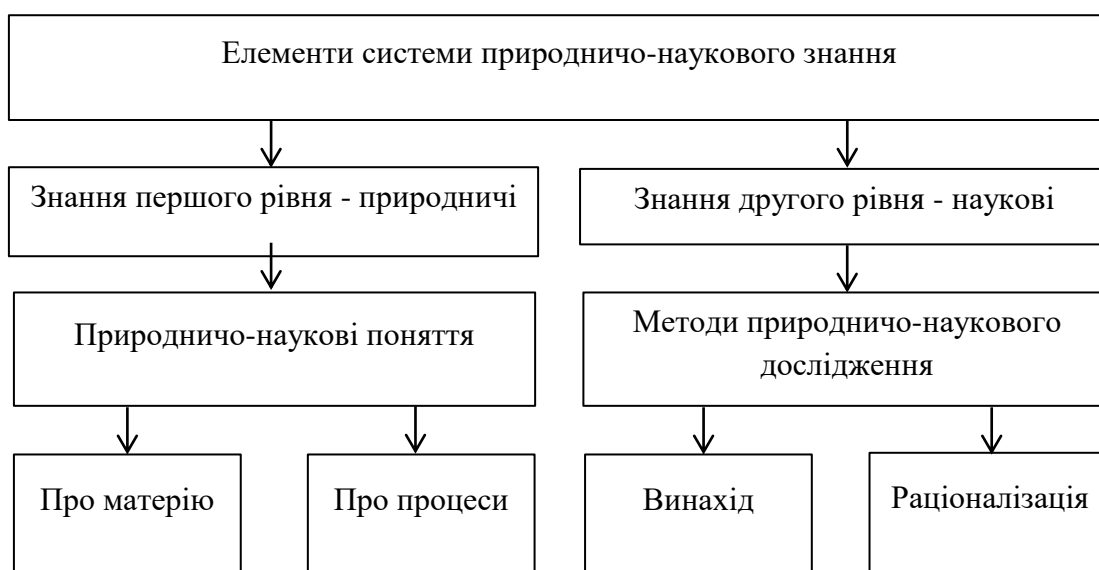 Елементи системи природничо-наукового знання
Знання першого рівня - природничі
Знання другого рівня - наукові
Природничо-наукові поняття
Методи природничо-наукового
дослідження
Про матерію
Про процеси
Винахід
Раціоналізація